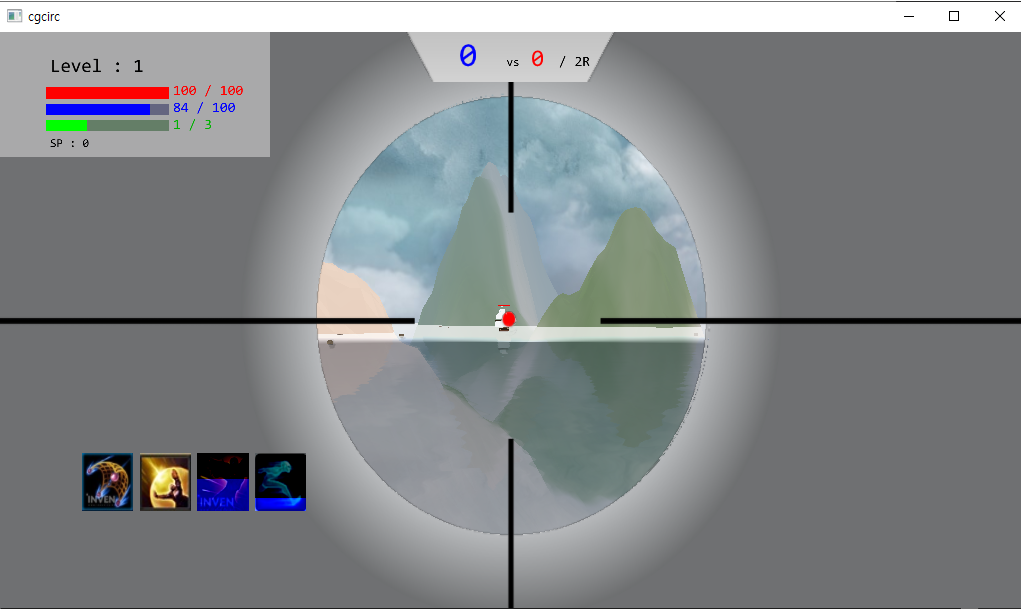 cgcirc
Level : 1
100 / 100
84 / 100
1 / 3
SP : 0
0 vs 0 / 2R
INVEN
INVEN